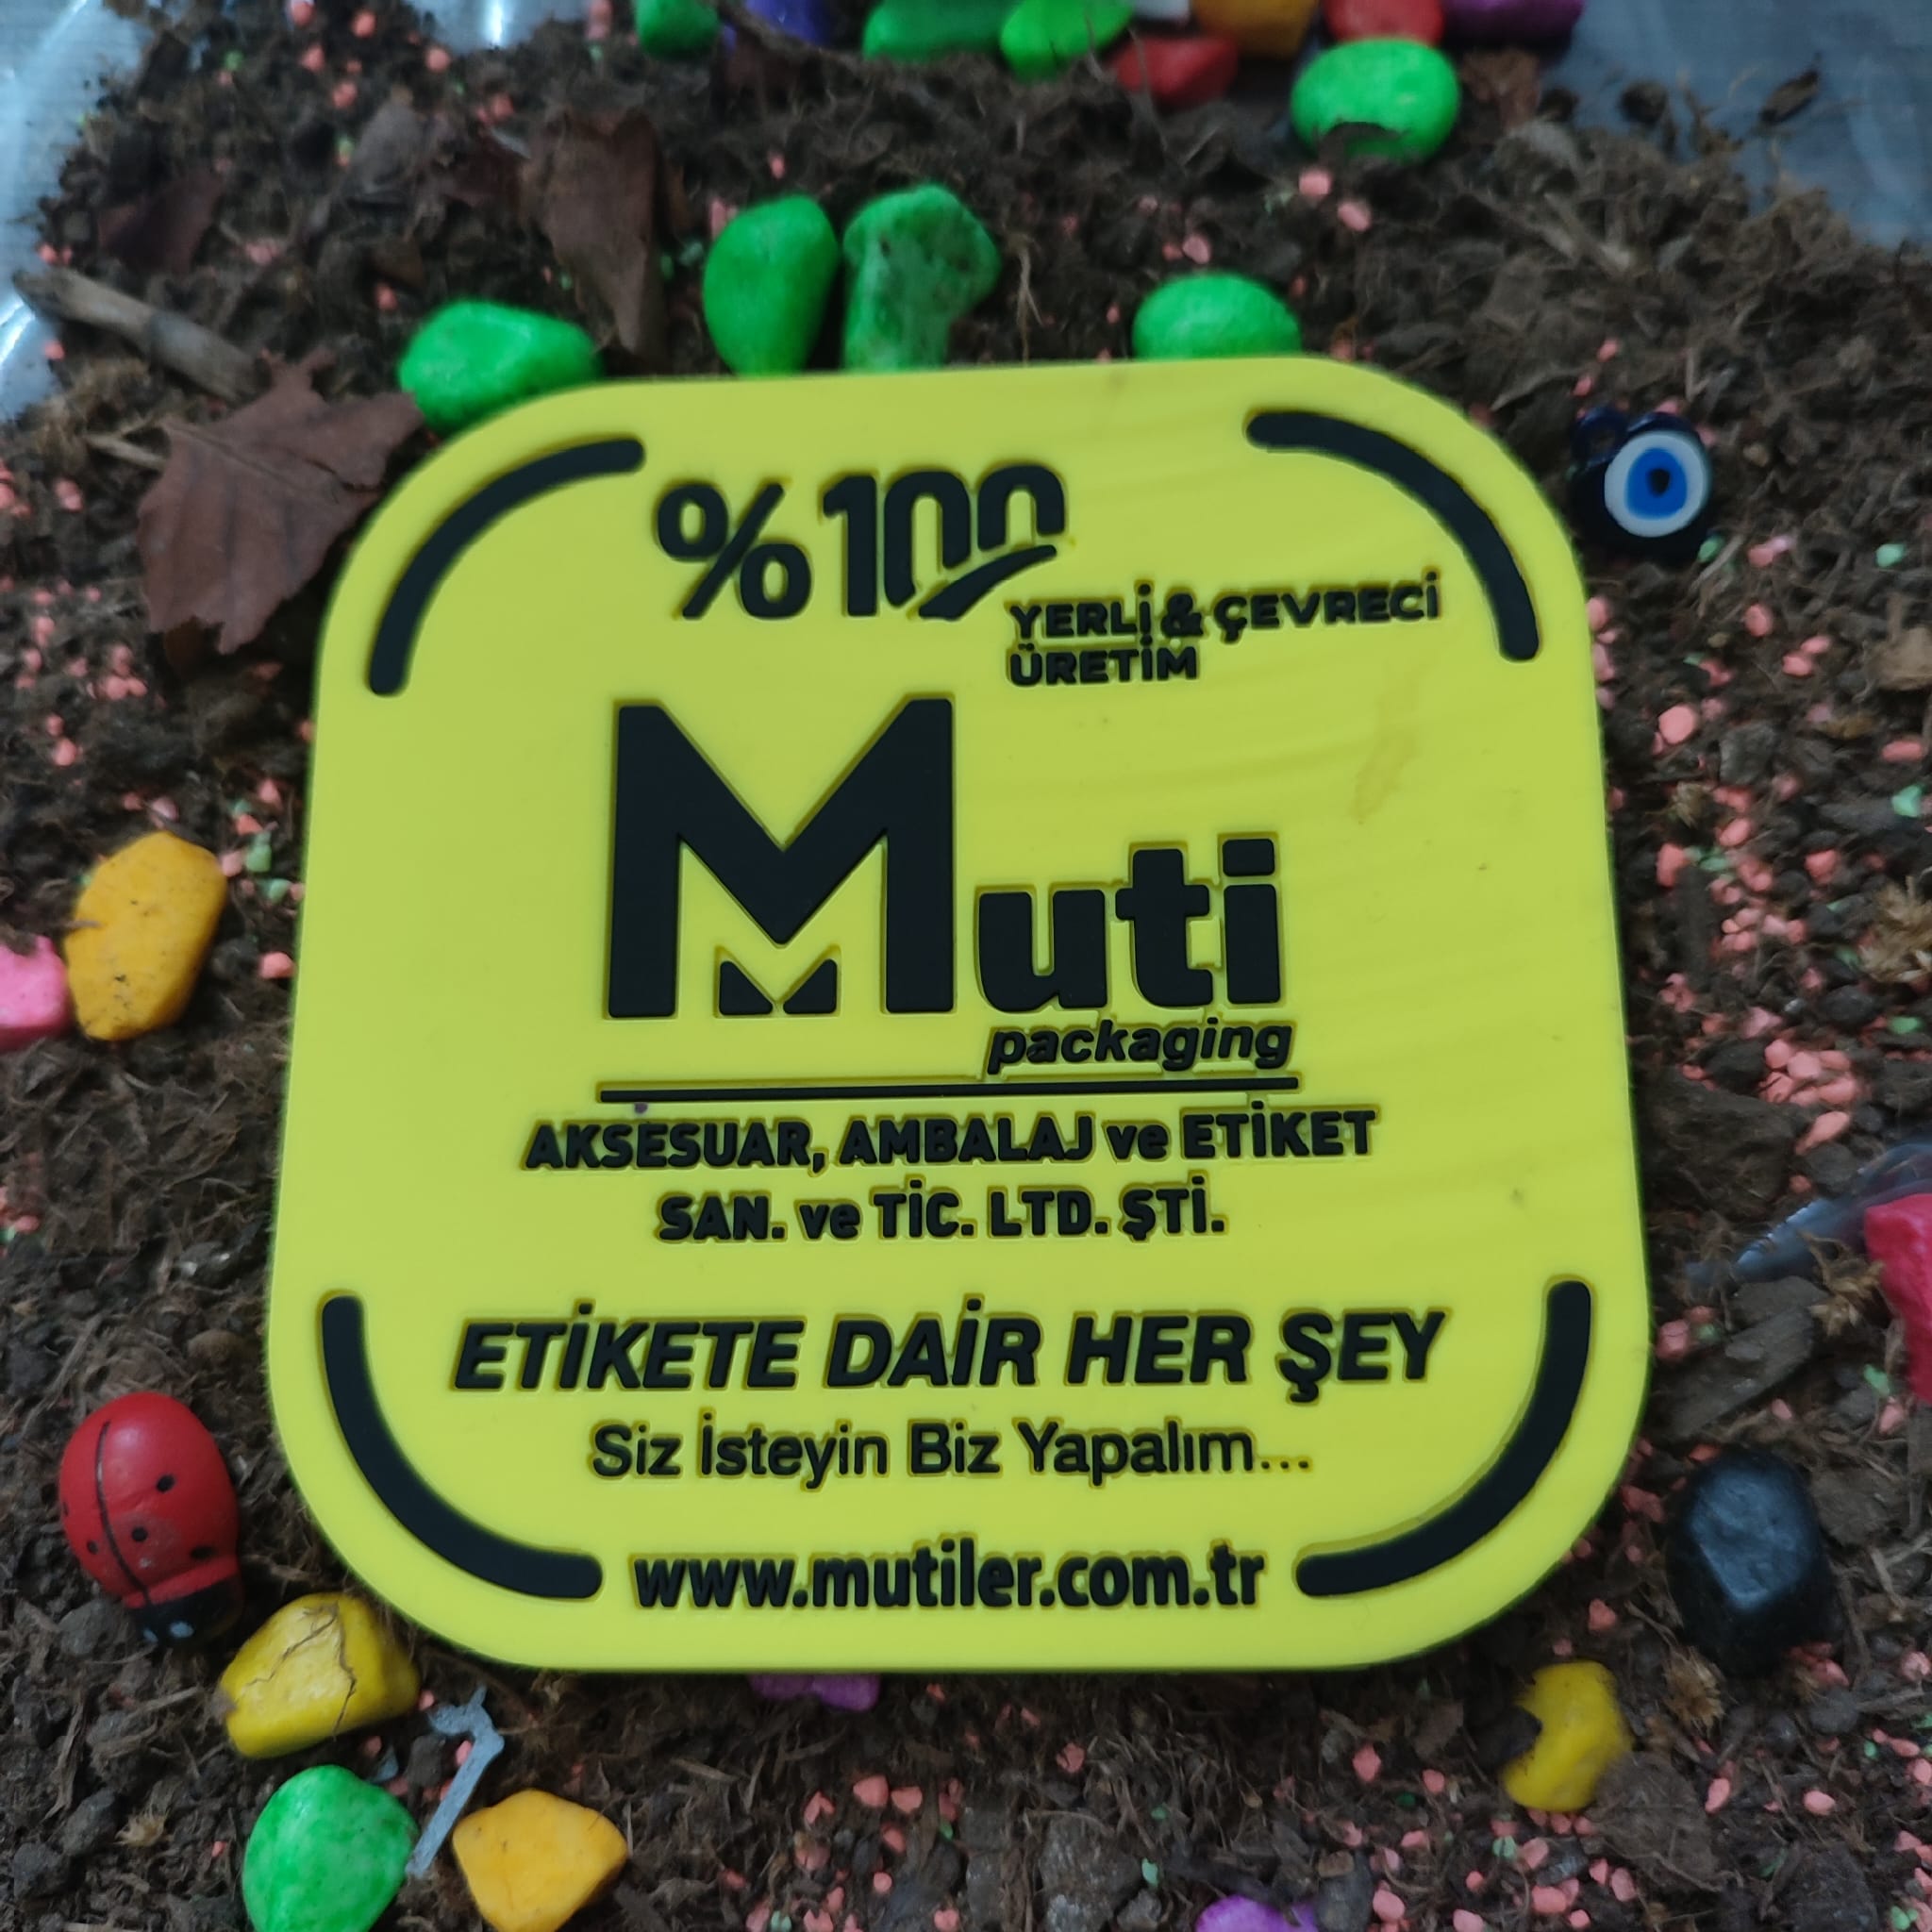 %100
YERLİ & ÇEVRECİ
ÜRETİM
Muti
packaging
AKSESUAR, AMBALAJ ve ETİKET
SAN. ve TİC. LTD. ŞTİ.
ETİKETE DAİR HER ŞEY
Siz İsteyin Biz Yapalım...
www.mutiler.com.tr